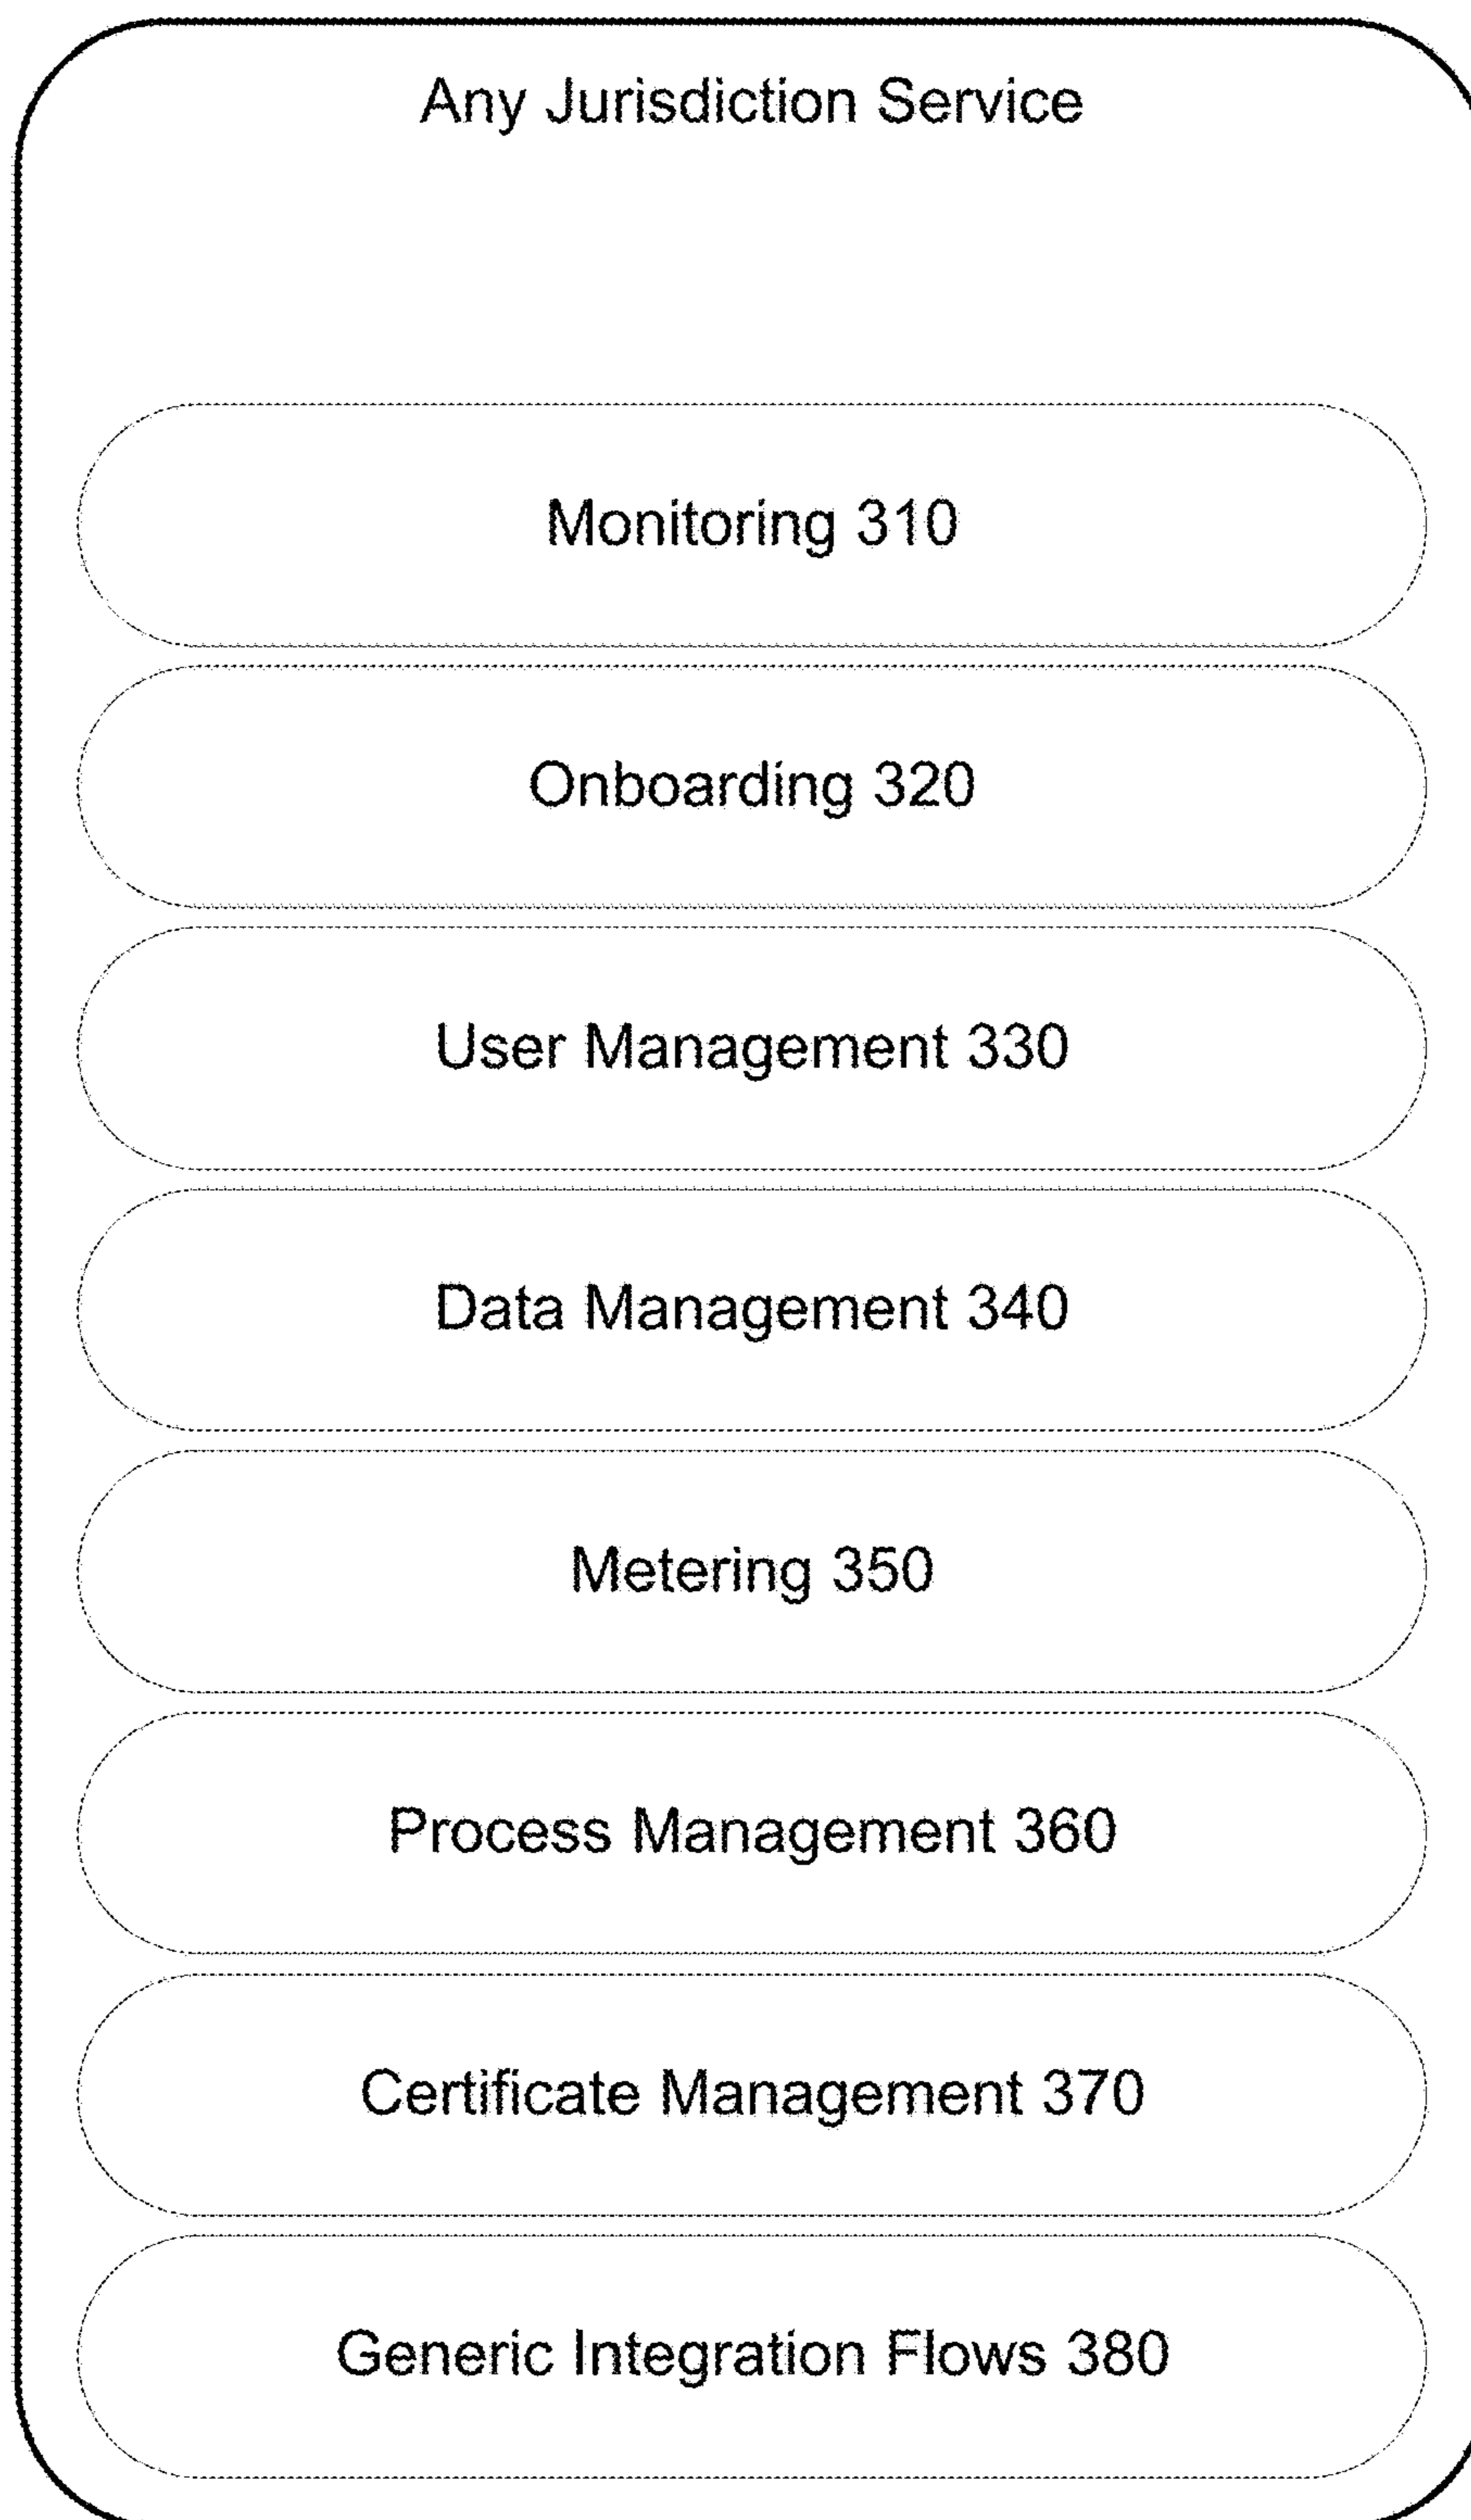 Any Jurisdiction Service
Monitoring 310
Onboarding 320
User Management 330
Data Management 340
Metering 350
Process Management 360
Certificate Management 370
Generic Integration Flows 380